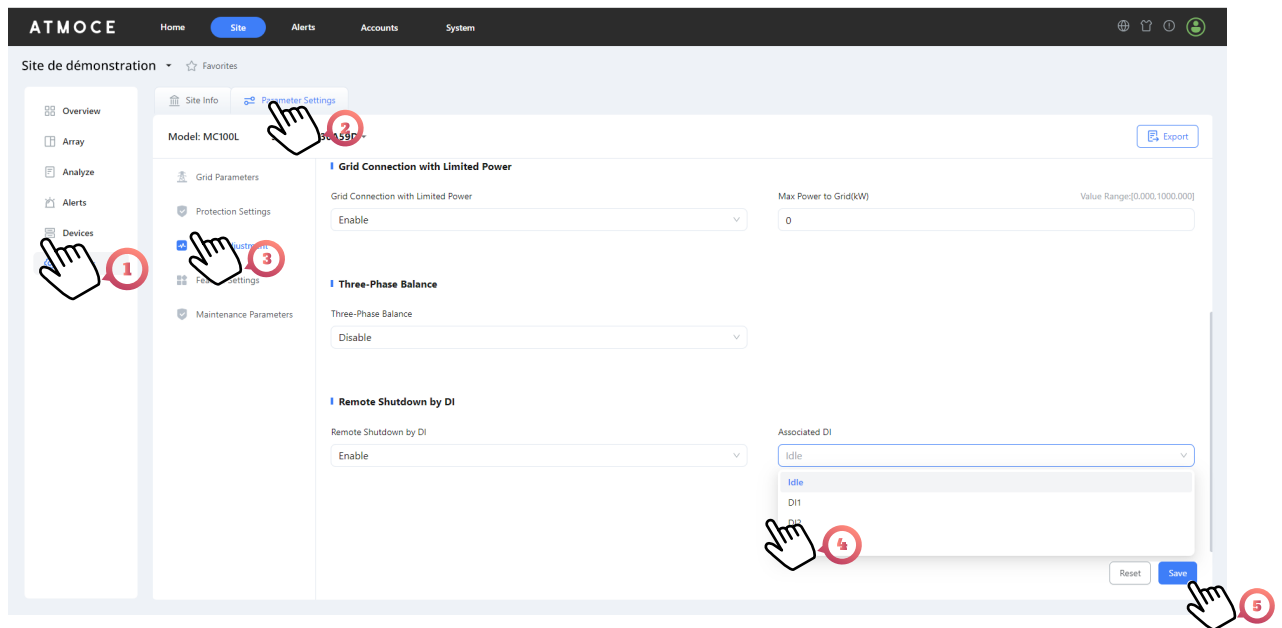 ATMOCE Home Site Alerts Accounts System
Site de démonstration Favorites
Overview
Array
Analyze
Alerts
Devices
1
Site Info Parameter Settings
2
Model: MC100L
Export
Grid Parameters
Protection Settings
3
Settings
Maintenance Parameters
Grid Connection with Limited Power
Grid Connection with Limited Power
Enable
Max Power to Grid(kW) Value Range:[0.000,1000.000]
0
Three-Phase Balance
Three-Phase Balance
Disable
Remote Shutdown by DI
Remote Shutdown by DI
Enable
Associated DI
Idle
Idle
DI1
DI2
4
Reset Save
5